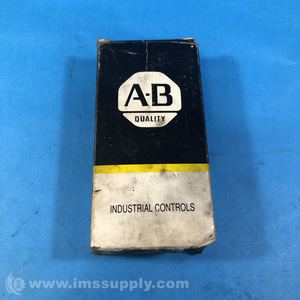 A-B
QUALITY
INDUSTRIAL CONTROLS
© www.imssupply.com